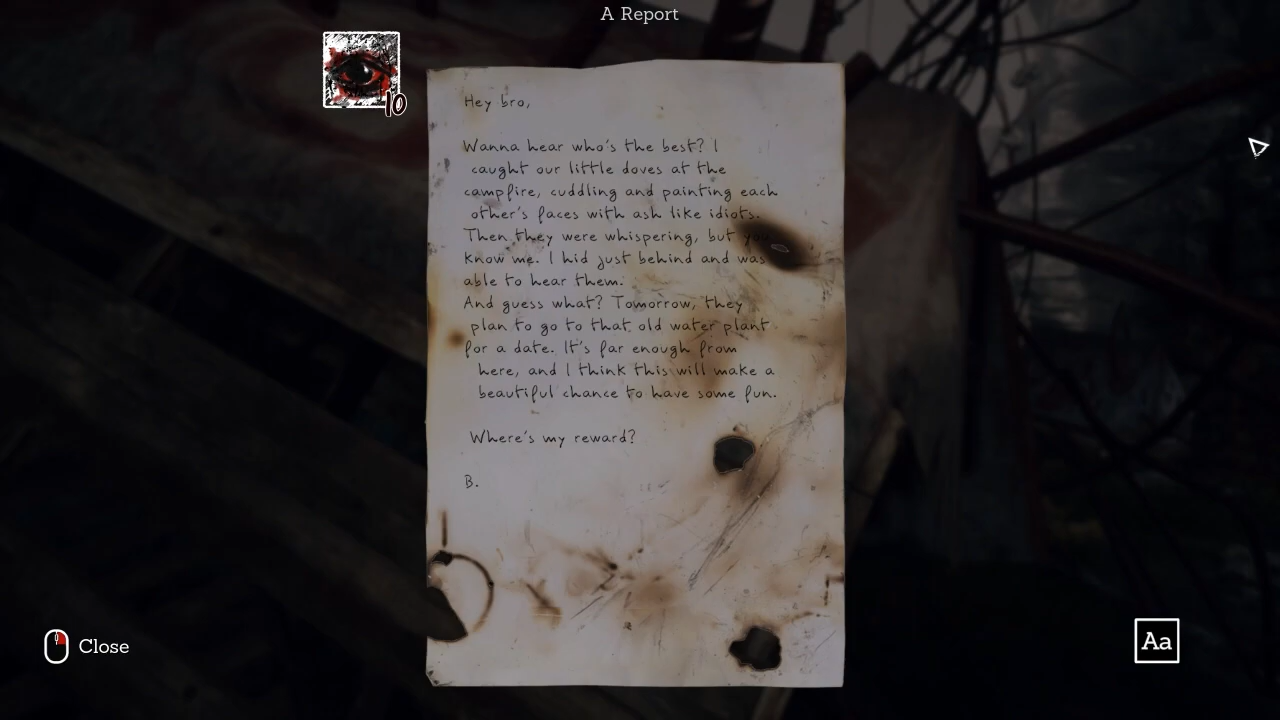 A Report
10
Hey bro,
Wanna hear who's the best? I
caught our little doves at the
campfire, cuddling and painting each
other's faces with ash like idiots.
Then they were whispering, but you
know me. I hid just behind and was
able to hear them.
And guess what? Tomorrow, they
plan to go to that old water plant
for a date. It's far enough from
here, and I think this will make a
beautiful chance to have some fun.
Where's my reward?
B.
Close
Aa